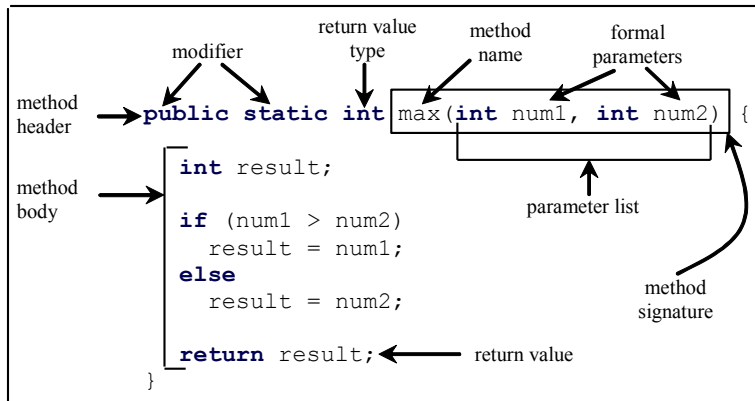 modifier
return value type
method name
formal parameters
method header
public static int max(int num1, int num2) {
method body
int result;
parameter list
if (num1 > num2)
result = num1;
else
result = num2;
method signature
return result;
return value
}